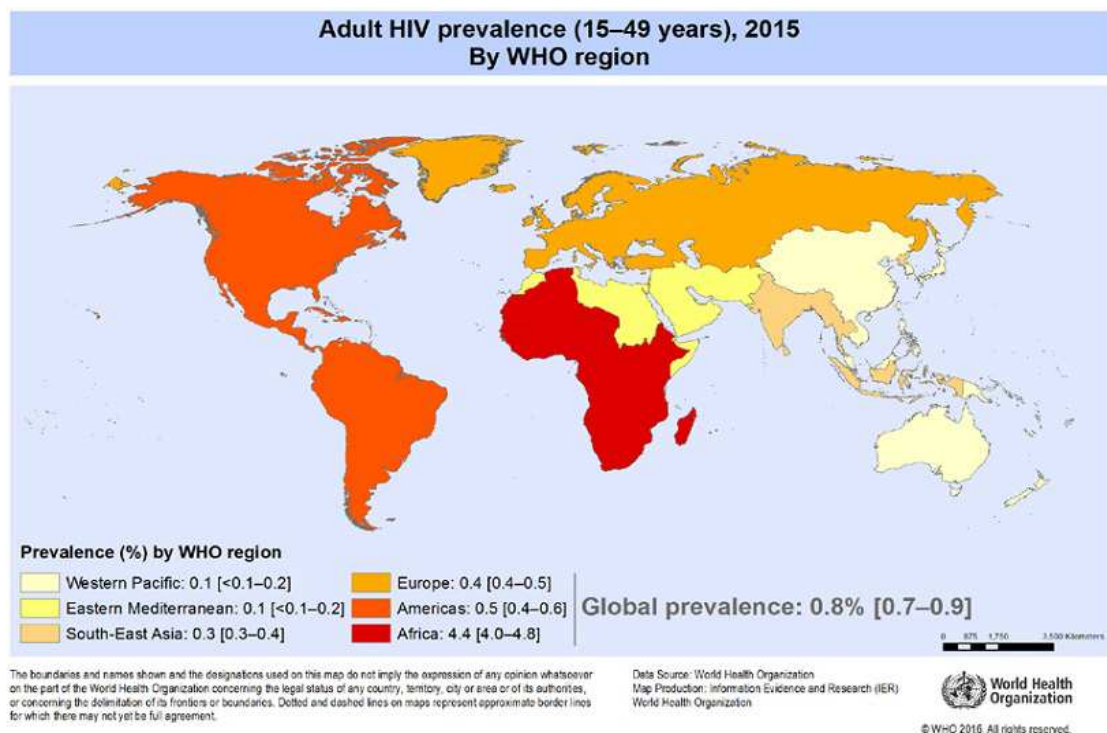 Adult HIV prevalence (15–49 years), 2015
By WHO region
Prevalence (%) by WHO region
Western Pacific: 0.1 [<0.1–0.2]
Eastern Mediterranean: 0.1 [<0.1–0.2]
South-East Asia: 0.3 [0.3–0.4]
Europe: 0.4 [0.4–0.5]
Americas: 0.5 [0.4–0.6]
Africa: 4.4 [4.0–4.8]
Global prevalence: 0.8% [0.7–0.9]
0 875 1,750 3,500 Kilometers
The boundaries and names shown and the designations used on this map do not imply the expression of any opinion whatsoever
on the part of the World Health Organization concerning the legal status of any country, territory, city or area or of its authorities,
or concerning the delimitation of its frontiers or boundaries. Dotted and dashed lines on maps represent approximate border lines
for which there may not yet be full agreement.
Data Source: World Health Organization
Map Production: Information Evidence and Research (IER)
World Health Organization
World Health
Organization
© WHO 2016. All rights reserved.